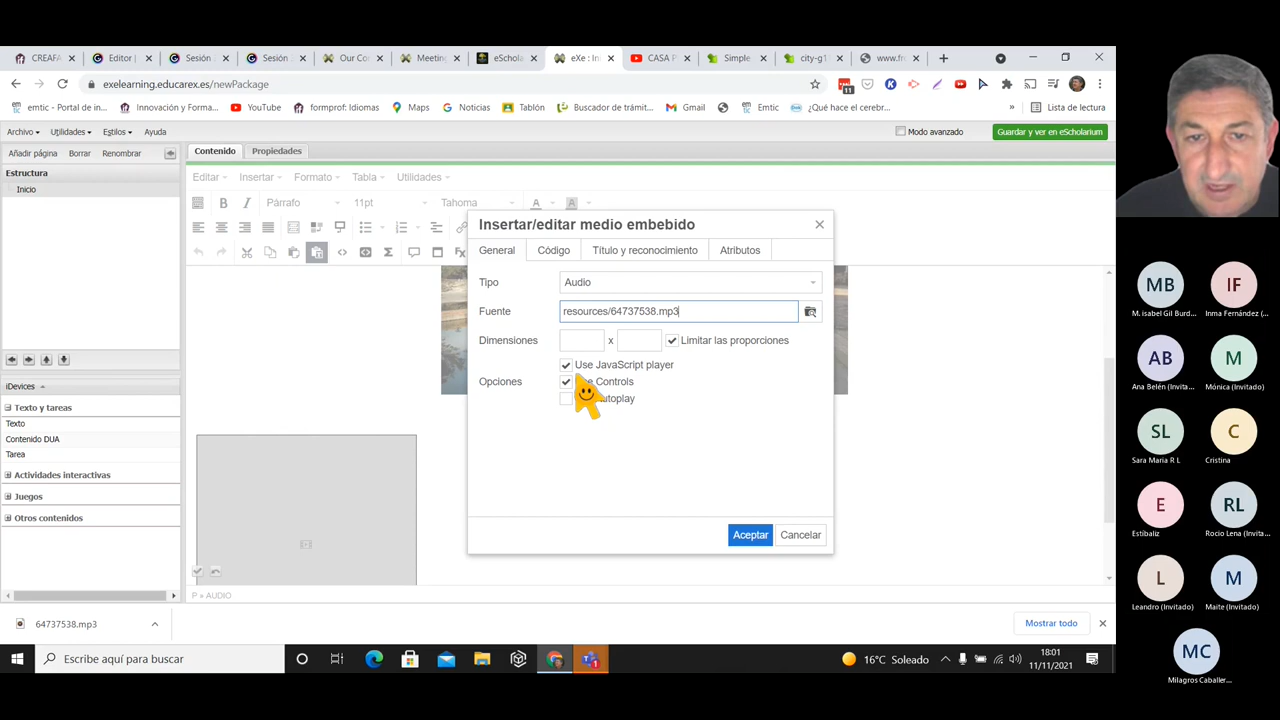 CREAFA
Editor |
Sesión
Sesión
Our Col
Meeting
eSchola
eXe : In
CASA P
Simple
city-g1
www.fr
exelearning.educarex.es/newPackage
11
emtic - Portal de in...
Innovación y Forma...
YouTube
formprof: Idiomas
Maps
Noticias
Tablón
Buscador de trámit...
Gmail
Emtic
¿Qué hace el cerebr...
»
Lista de lectura
Archivo
Utilidades
Estilos
Ayuda
Modo avanzado
Guardar y ver en eScholarium
Añadir página
Borrar
Renombrar
Contenido
Propiedades
Estructura
Inicio
Editar
Insertar
Formato
Tabla
Utilidades
Párrafo
11pt
Tahoma
Insertar/editar medio embebido
General
Código
Título y reconocimiento
Atributos
Tipo
Audio
Fuente
resources/64737538.mp3
Dimensiones
x
Limitar las proporciones
Use JavaScript player
Opciones
Controls
Aceptar
Cancelar
iDevices
Texto y tareas
Texto
Contenido DUA
Tarea
Actividades interactivas
Juegos
Otros contenidos
P » AUDIO
64737538.mp3
Mostrar todo
Escribe aquí para buscar
16°C Soleado
18:01
11/11/2021
MB
M. isabel Gil Burd...
IF
Inma Fernández (...
AB
Ana Belén (Invita...
M
Mónica (Invitado)
SL
Sara Maria R L
C
Cristina
E
Estíbaliz
RL
Rocio Lena (Invita...
L
Leandro (Invitado)
M
Maite (Invitado)
MC
Milagros Caballer...